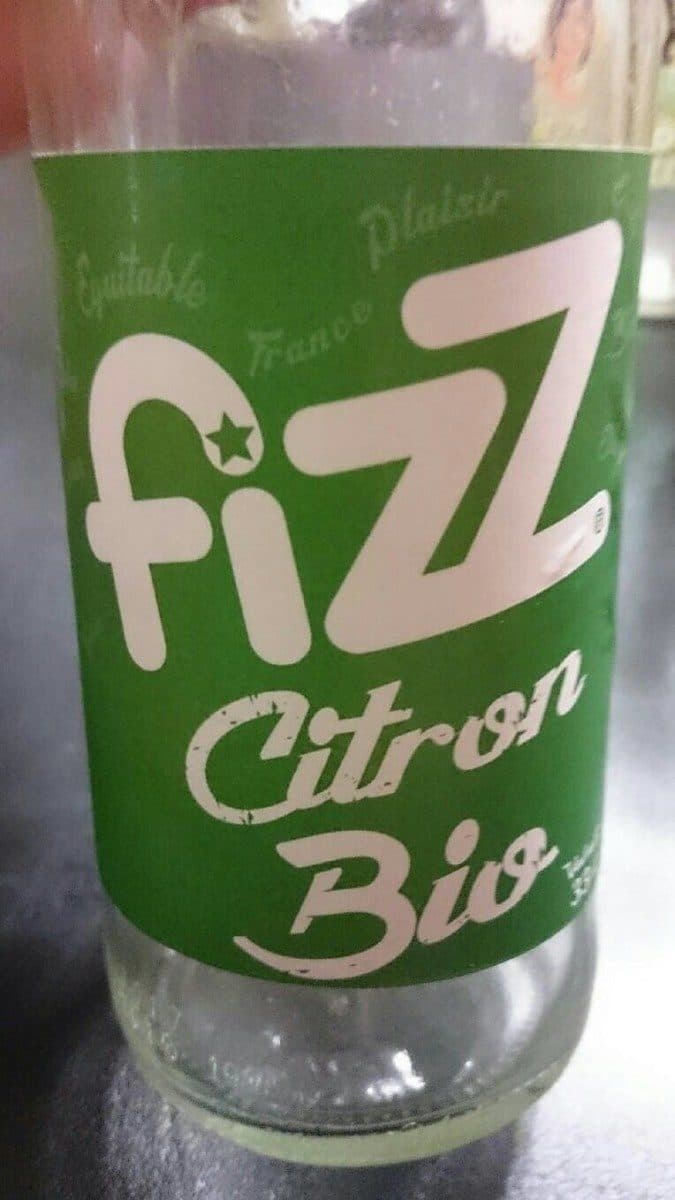 Plaisir
Equitable
France
fizz
Citron
Bio